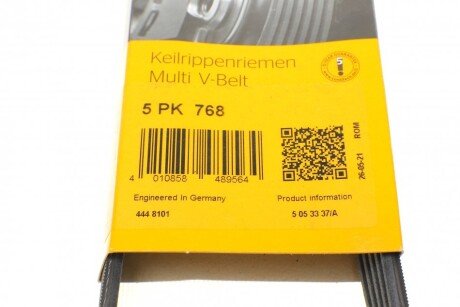 Keilrippenriemen
Multi V-Belt
5
5 PK 768
4 010858 489564
26-05-21 ROM
Engineered in Germany
Product information
444 8101
5 05 33 37/A